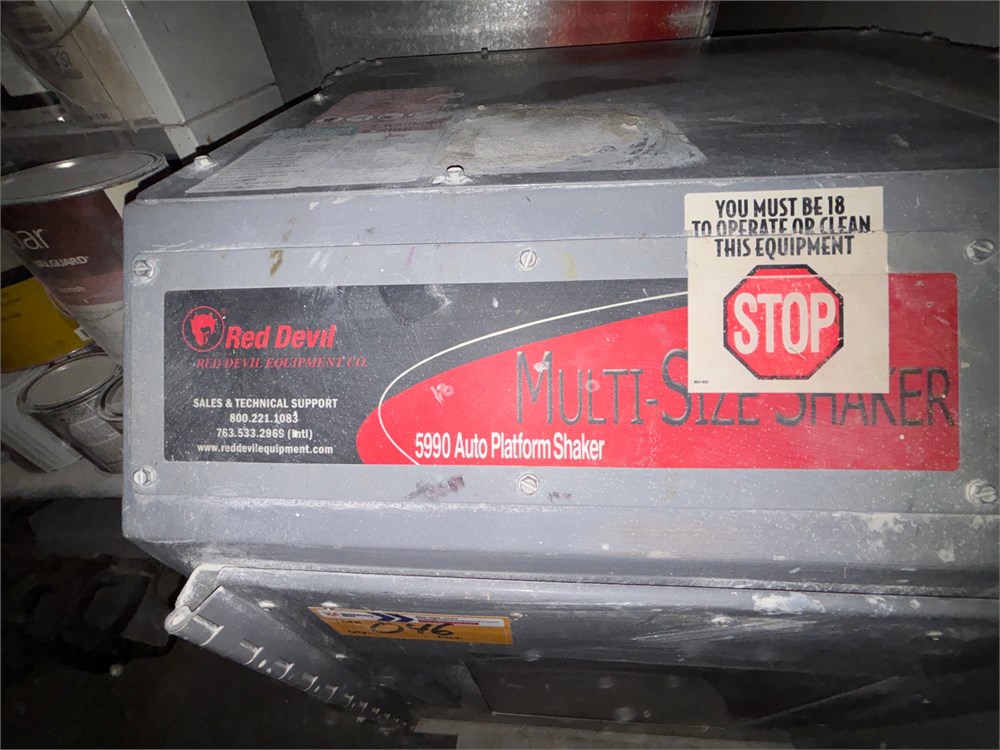 YOU MUST BE 18
TO OPERATE OR CLEAN
THIS EQUIPMENT
STOP
Red Devil
RED DEVIL EQUIPMENT CO.
SALES & TECHNICAL SUPPORT
800.221.1083
763.533.2969 (Intl)
www.reddevilequipment.com
MULTI-SIZE SHAKER
5990 Auto Platform Shaker
046